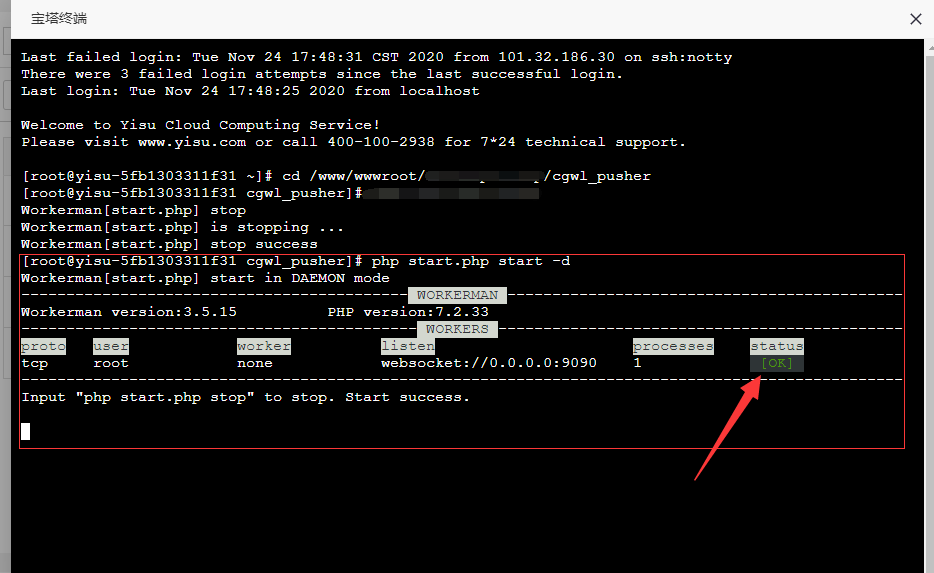 宝塔终端
Last failed login: Tue Nov 24 17:48:31 CST 2020 from 101.32.186.30 on ssh:notty
There were 3 failed login attempts since the last successful login.
Last login: Tue Nov 24 17:48:25 2020 from localhost
Welcome to Yisu Cloud Computing Service!
Please visit www.yisu.com or call 400-100-2938 for 7*24 technical support.
[root@yisu-5fb1303311f31 ~]# cd /www/wwwroot/ /cgwl_pusher
[root@yisu-5fb1303311f31 cgwl_pusher]#
Workerman[start.php] stop
Workerman[start.php] is stopping ...
Workerman[start.php] stop success
[root@yisu-5fb1303311f31 cgwl_pusher]# php start.php start -d
Workerman[start.php] start in DAEMON mode
WORKERMAN
Workerman version:3.5.15 PHP version:7.2.33
WORKERS
proto user worker listen processes status
tcp root none websocket://0.0.0.0:9090 1 [OK]
Input "php start.php stop" to stop. Start success.